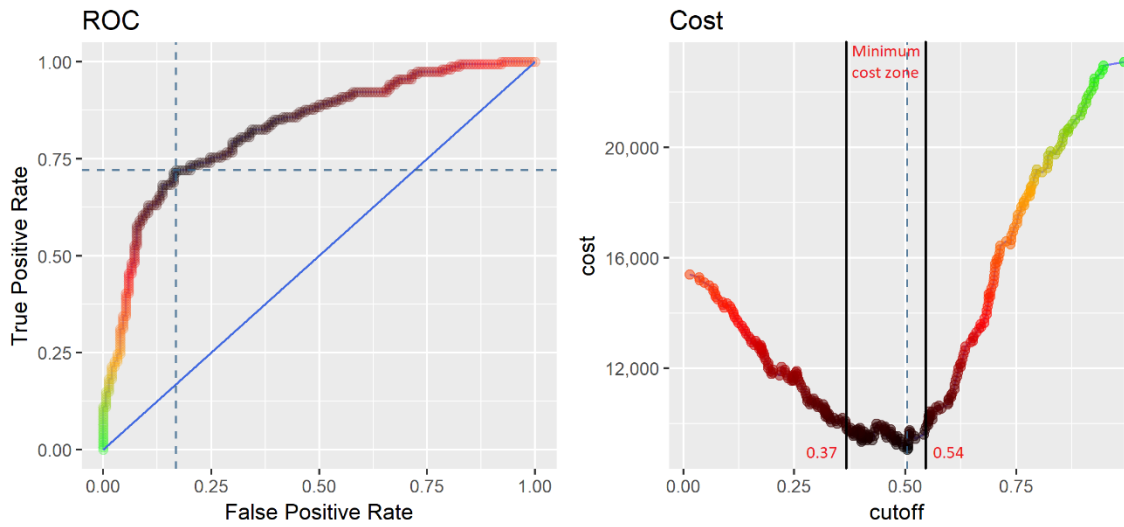 ROC
True Positive Rate
1.00
0.75
0.50
0.25
0.00
0.00
0.25
0.50
0.75
1.00
False Positive Rate
Cost
Minimum
cost zone
cost
20,000
16,000
12,000
0.37
0.54
0.00
0.25
0.50
0.75
cutoff